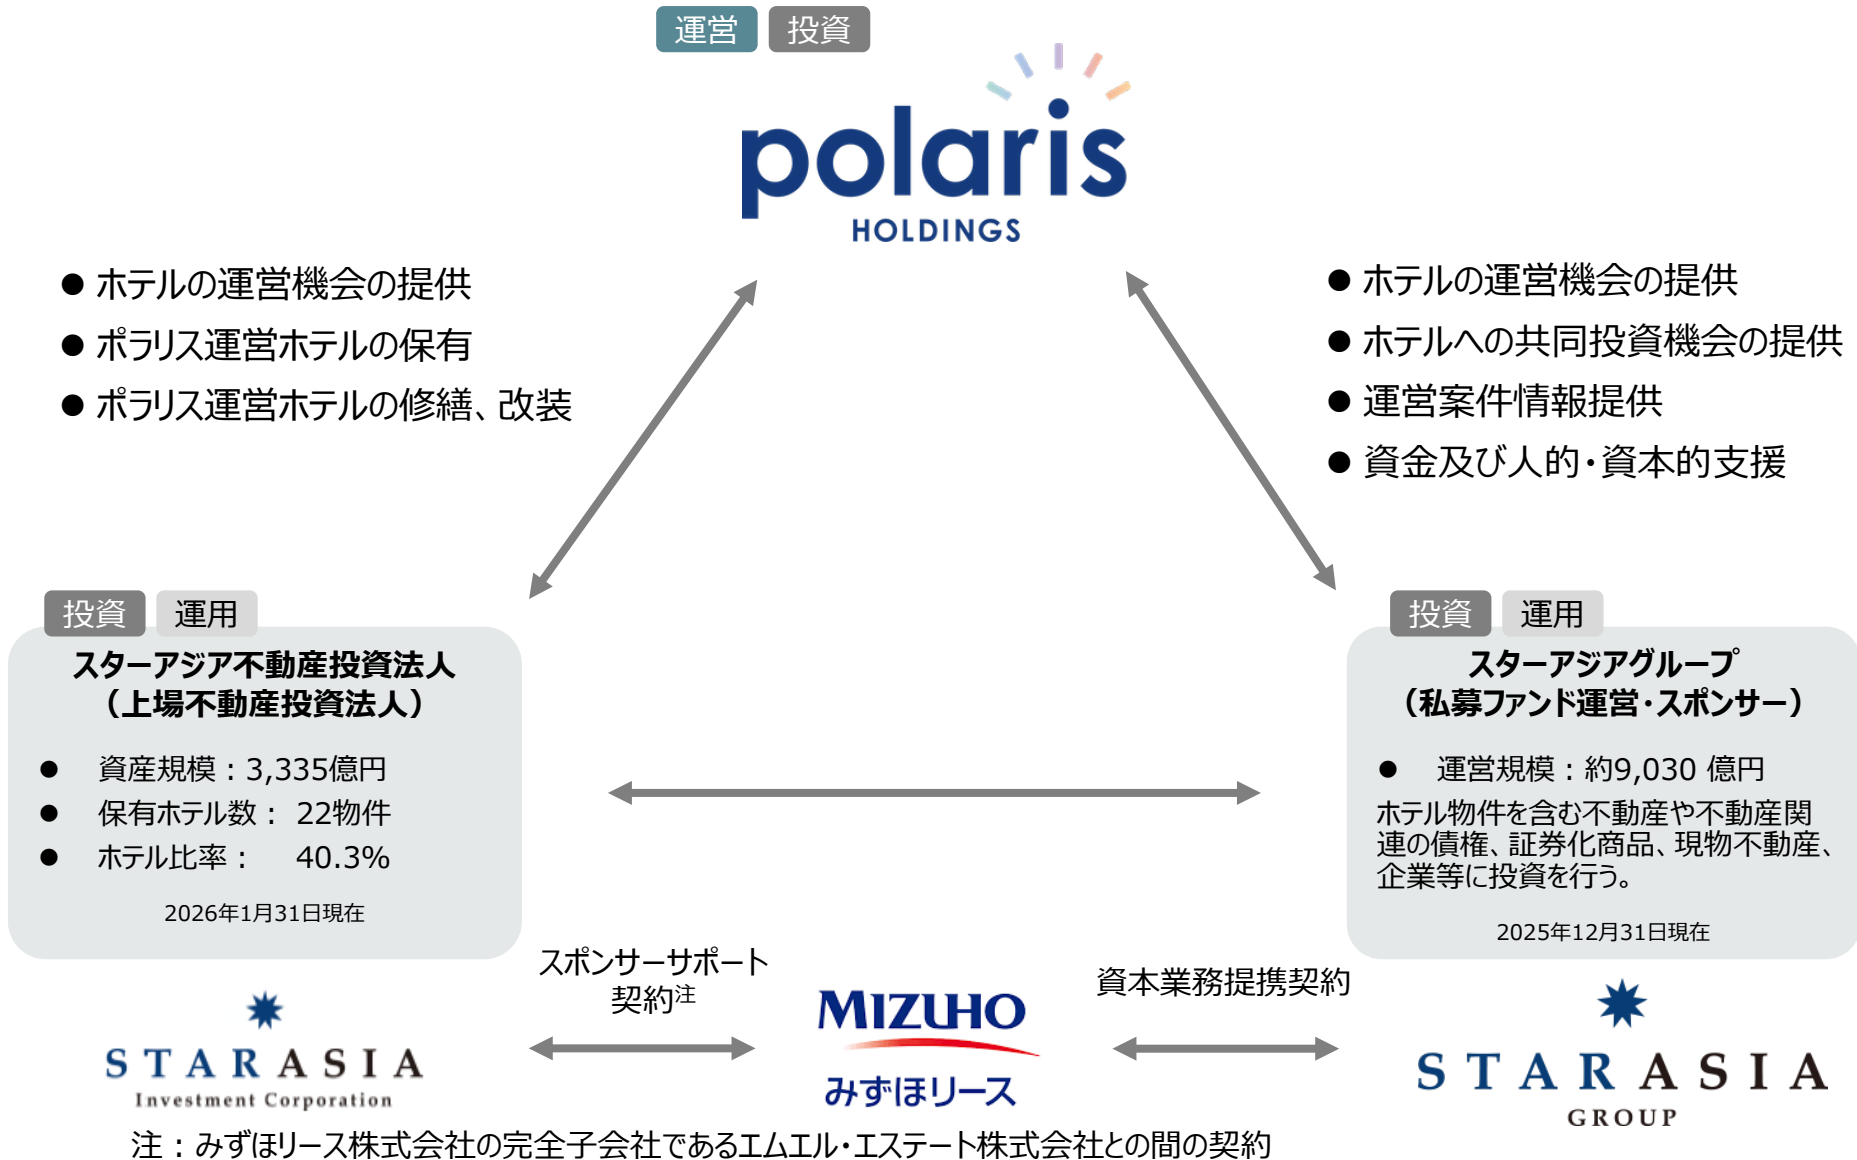 運営 投資
polaris
HOLDINGS
● ホテルの運営機会の提供
● ポラリス運営ホテルの保有
● ポラリス運営ホテルの修繕、改装
● ホテルの運営機会の提供
● ホテルへの共同投資機会の提供
● 運営案件情報提供
● 資金及び人的・資本的支援
投資 運用
スターアジア不動産投資法人
（上場不動産投資法人）
● 資産規模：3,335億円
● 保有ホテル数： 22物件
● ホテル比率： 40.3%
2026年1月31日現在
投資 運用
スターアジアグループ
（私募ファンド運営・スポンサー）
● 運営規模：約9,030 億円
ホテル物件を含む不動産や不動産関
連の債権、証券化商品、現物不動産、
企業等に投資を行う。
2025年12月31日現在
スポンサーサポート
契約注
資本業務提携契約
STAR ASIA
Investment Corporation
MIZUHO
みずほリース
STAR ASIA
GROUP
注：みずほリース株式会社の完全子会社であるエムエル・エステート株式会社との間の契約